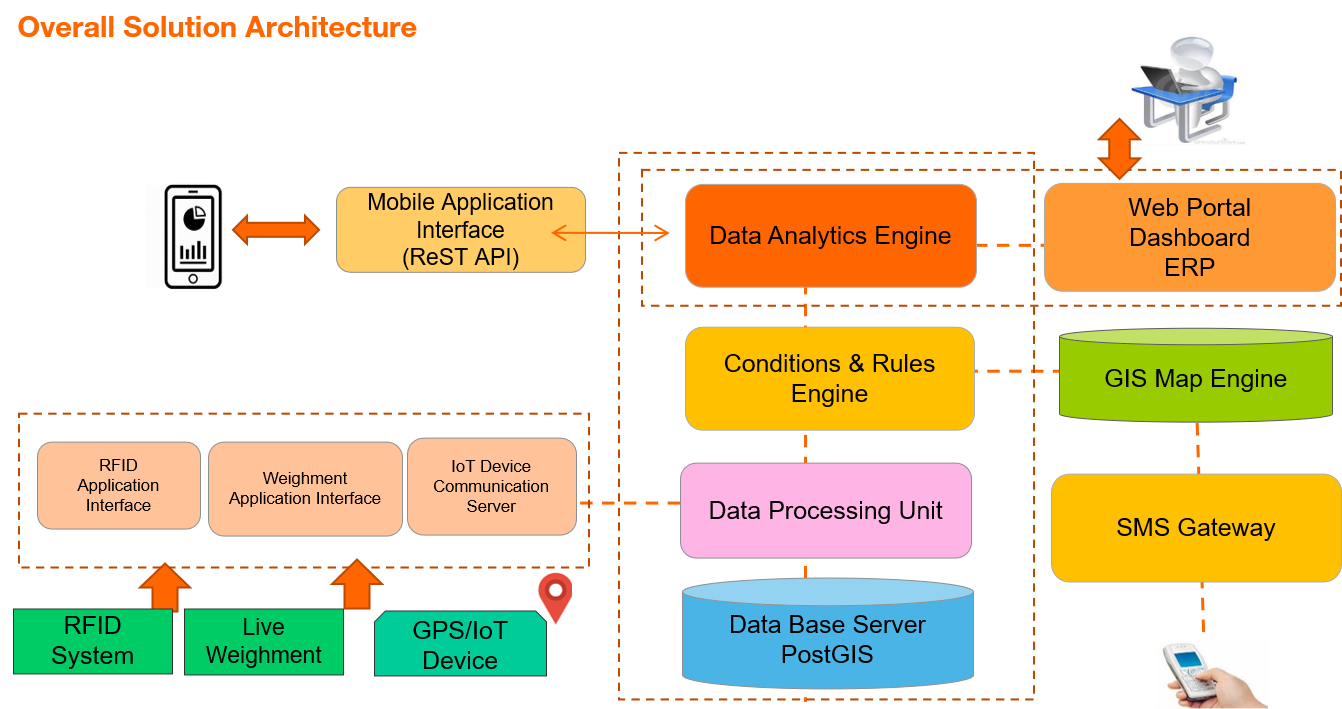 Overall Solution Architecture
Mobile Application
Interface
(ReST API)
Data Analytics Engine
Web Portal
Dashboard
ERP
Conditions & Rules
Engine
GIS Map Engine
RFID
Application
Interface
Weighment
Application Interface
IoT Device
Communication
Server
Data Processing Unit
SMS Gateway
RFID
System
Live
Weighment
GPS/IoT
Device
Data Base Server
PostGIS